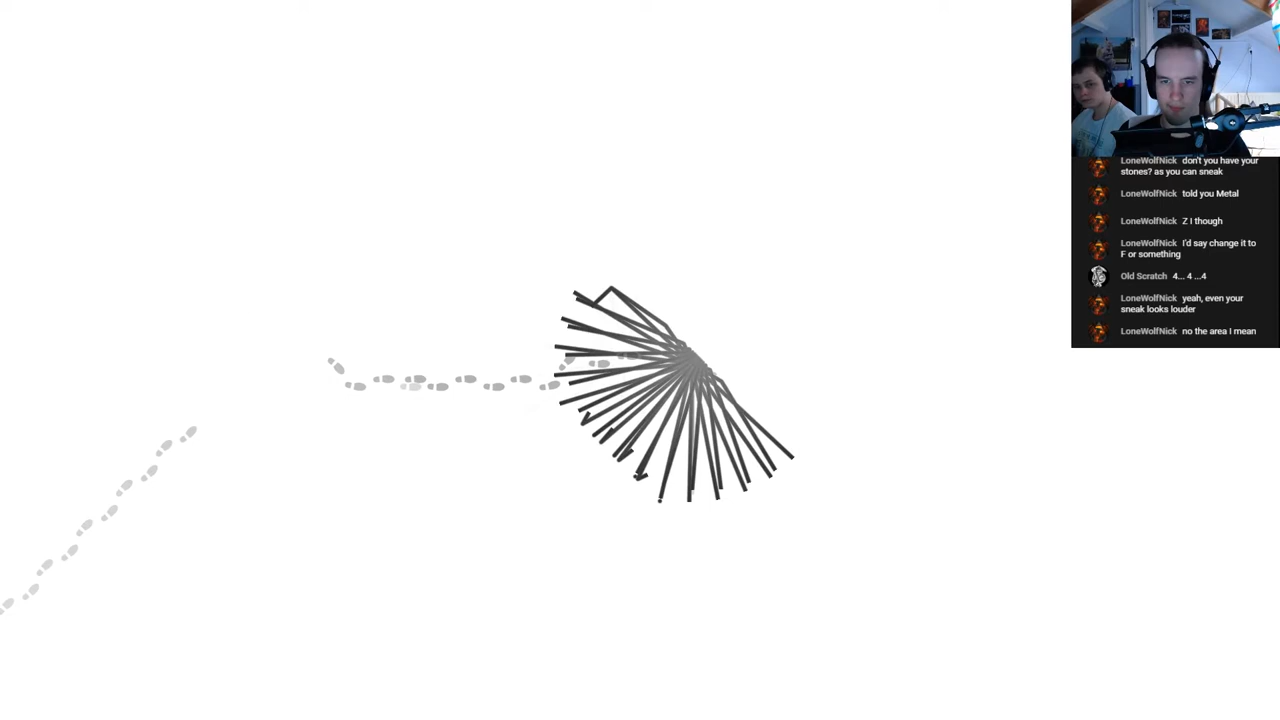 LoneWolfNick don't you have your
stones? as you can sneak
LoneWolfNick told you Metal
LoneWolfNick Z I though
LoneWolfNick I'd say change it to
F or something
Old Scratch 4... 4 ...4
LoneWolfNick yeah, even your
sneak looks louder
LoneWolfNick no the area I mean